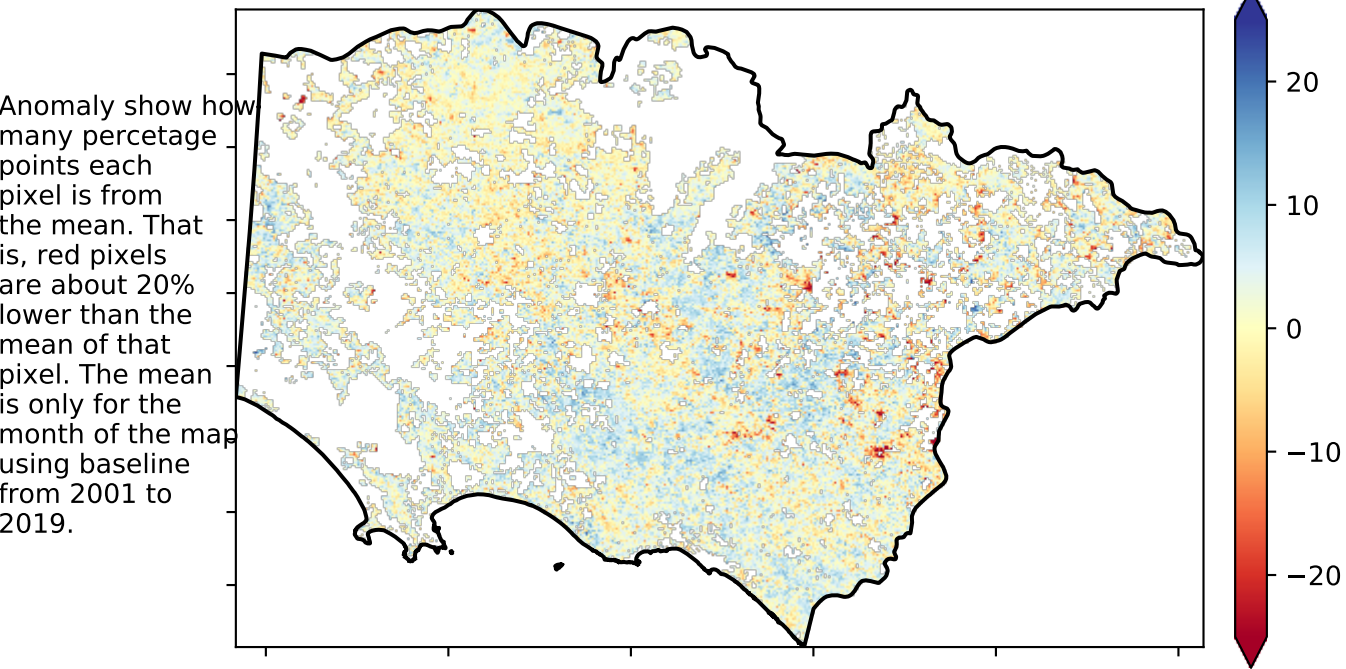 Anomaly show how
many percetage
points each
pixel is from
the mean. That
is, red pixels
are about 20%
lower than the
mean of that
pixel. The mean
is only for the
month of the map
using baseline
from 2001 to
2019.
20
10
0
−10
−20